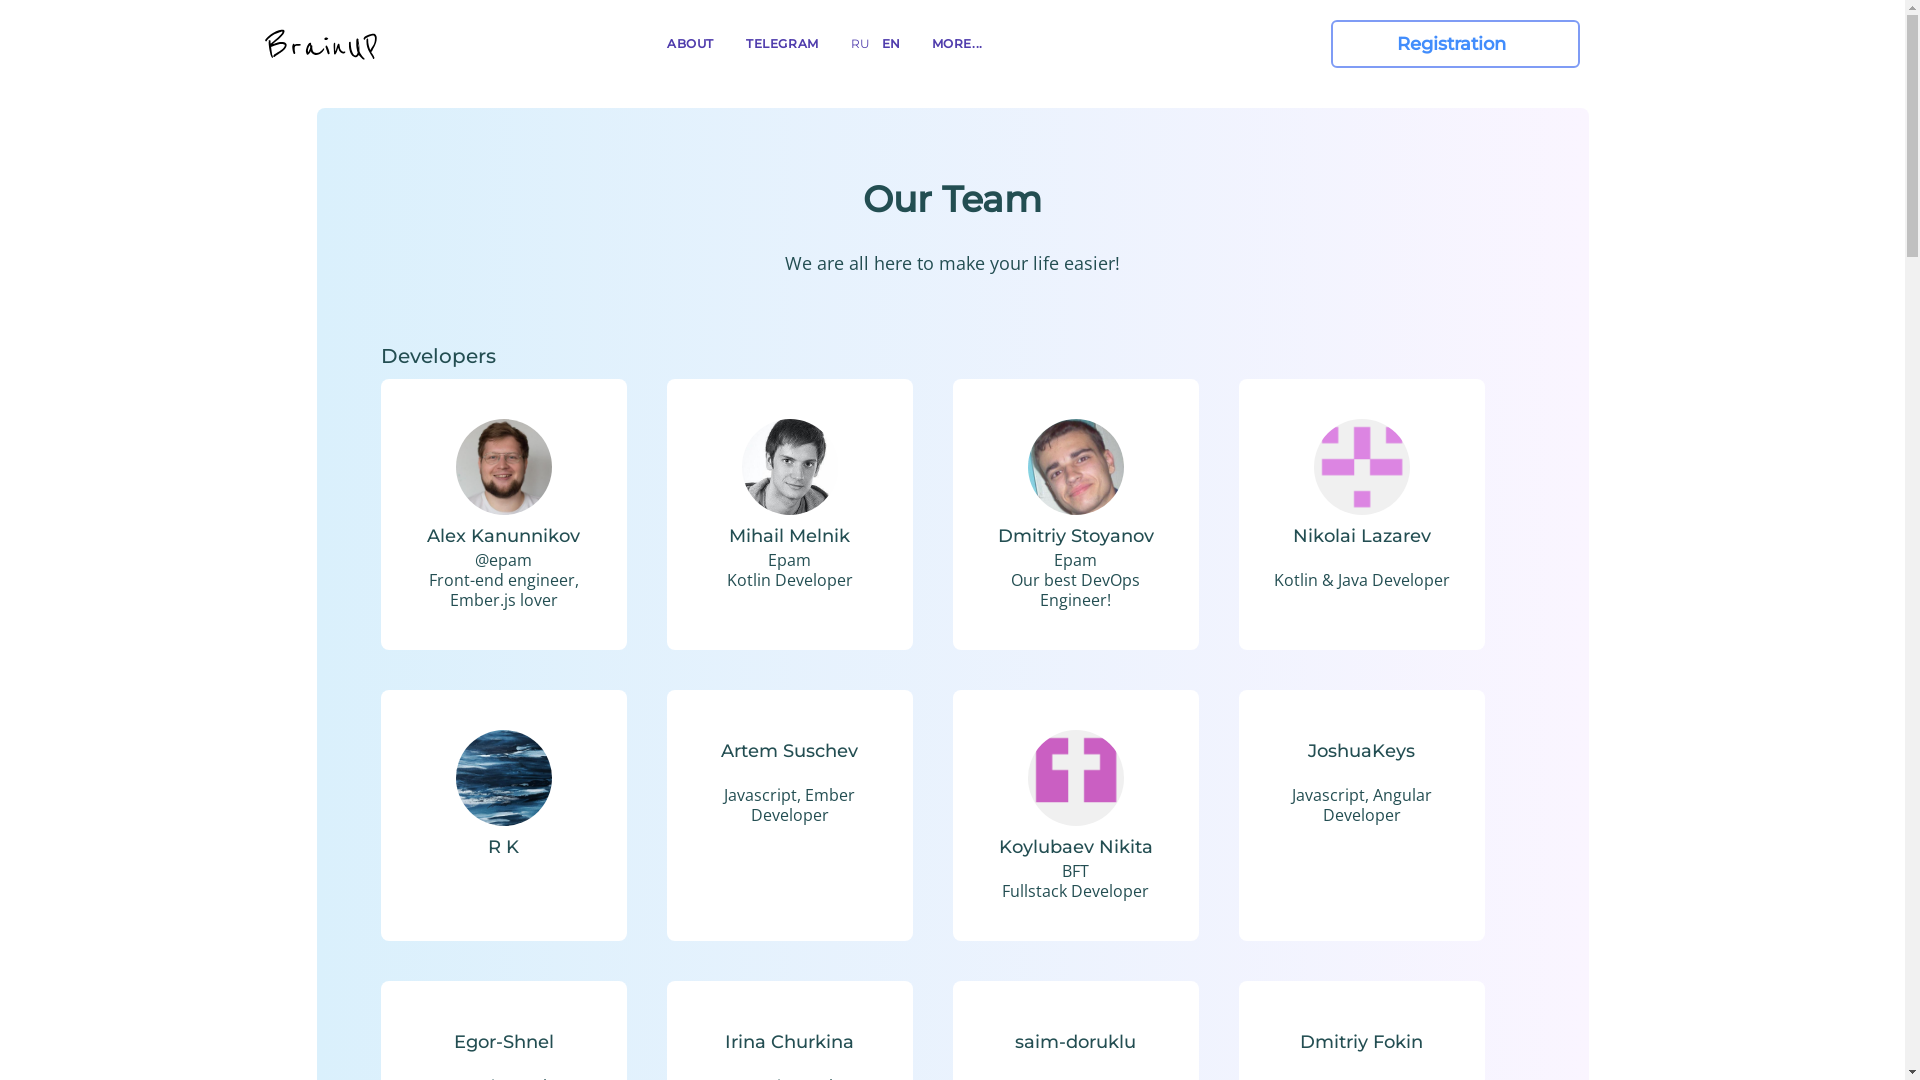 BrainUP
ABOUT
TELEGRAM
RU
EN
MORE...
Registration
Our Team
We are all here to make your life easier!
Developers
Alex Kanunnikov
@epam
Front-end engineer,
Ember.js lover
Mihail Melnik
Epam
Kotlin Developer
Dmitriy Stoyanov
Epam
Our best DevOps
Engineer!
Nikolai Lazarev
Kotlin & Java Developer
R K
Artem Suschev
Javascript, Ember
Developer
Koylubaev Nikita
BFT
Fullstack Developer
JoshuaKeys
Javascript, Angular
Developer
Egor-Shnel
Irina Churkina
saim-doruklu
Dmitriy Fokin